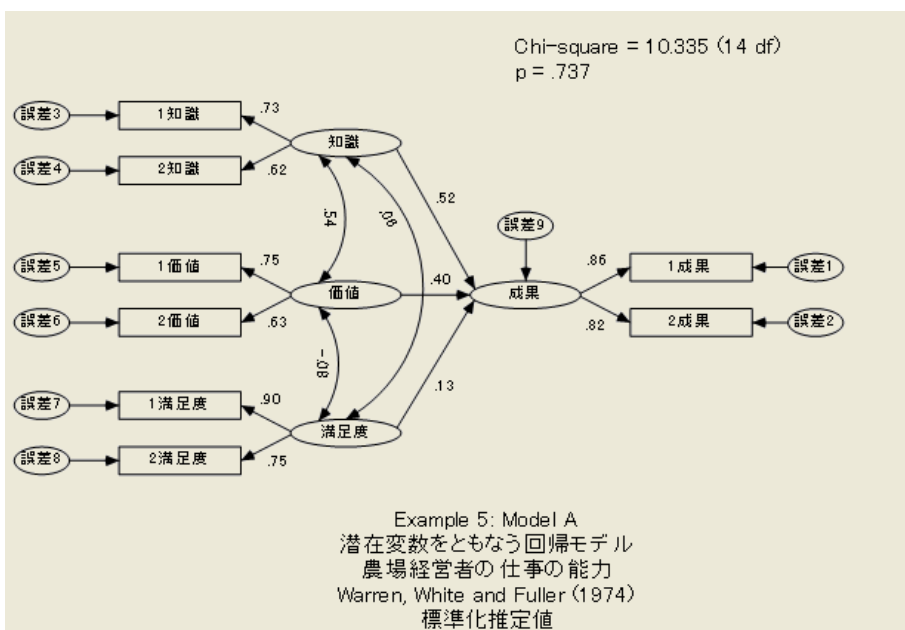 Chi-square = 10.335 (14 df)
p = .737
誤差3
1知識
.73
知識
誤差4
2知識
.62
.54
.06
.52
誤差9
誤差5
1価値
.75
価値
.40
成果
.86
1成果
誤差1
誤差6
2価値
.63
.82
2成果
誤差2
-.08
.13
誤差7
1満足度
.90
満足度
誤差8
2満足度
.75
Example 5: Model A
潜在変数をともなう回帰モデル
農場経営者の仕事の能力
Warren, White and Fuller (1974)
標準化推定値